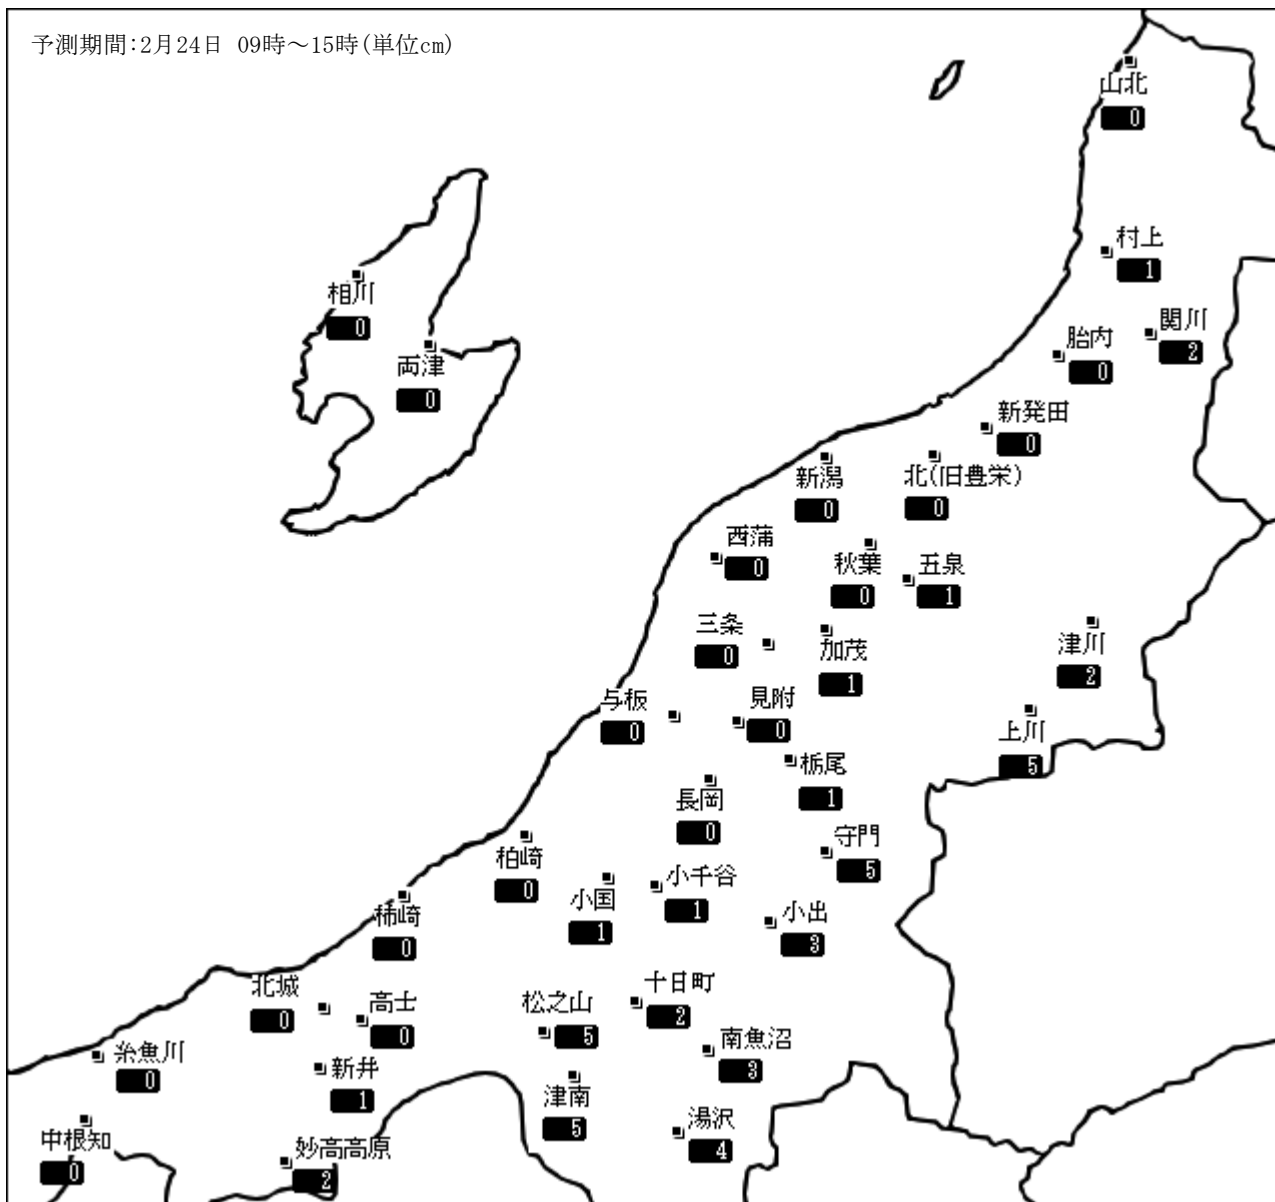 予測期間:2月24日 09時～15時(単位cm)
山北
0
村上
1
相川
0
関川
2
胎内
0
両津
0
新発田
0
新潟
0
北(旧豊栄)
0
西蒲
0
秋葉
0
五泉
1
三条
0
加茂
1
津川
2
与板
0
見附
0
上川
5
栃尾
1
長岡
0
守門
5
柏崎
0
小千谷
1
小国
1
小出
3
柿崎
0
北城
0
高士
0
松之山
5
十日町
2
南魚沼
3
糸魚川
0
新井
1
津南
5
湯沢
4
中根知
0
妙高高原
2